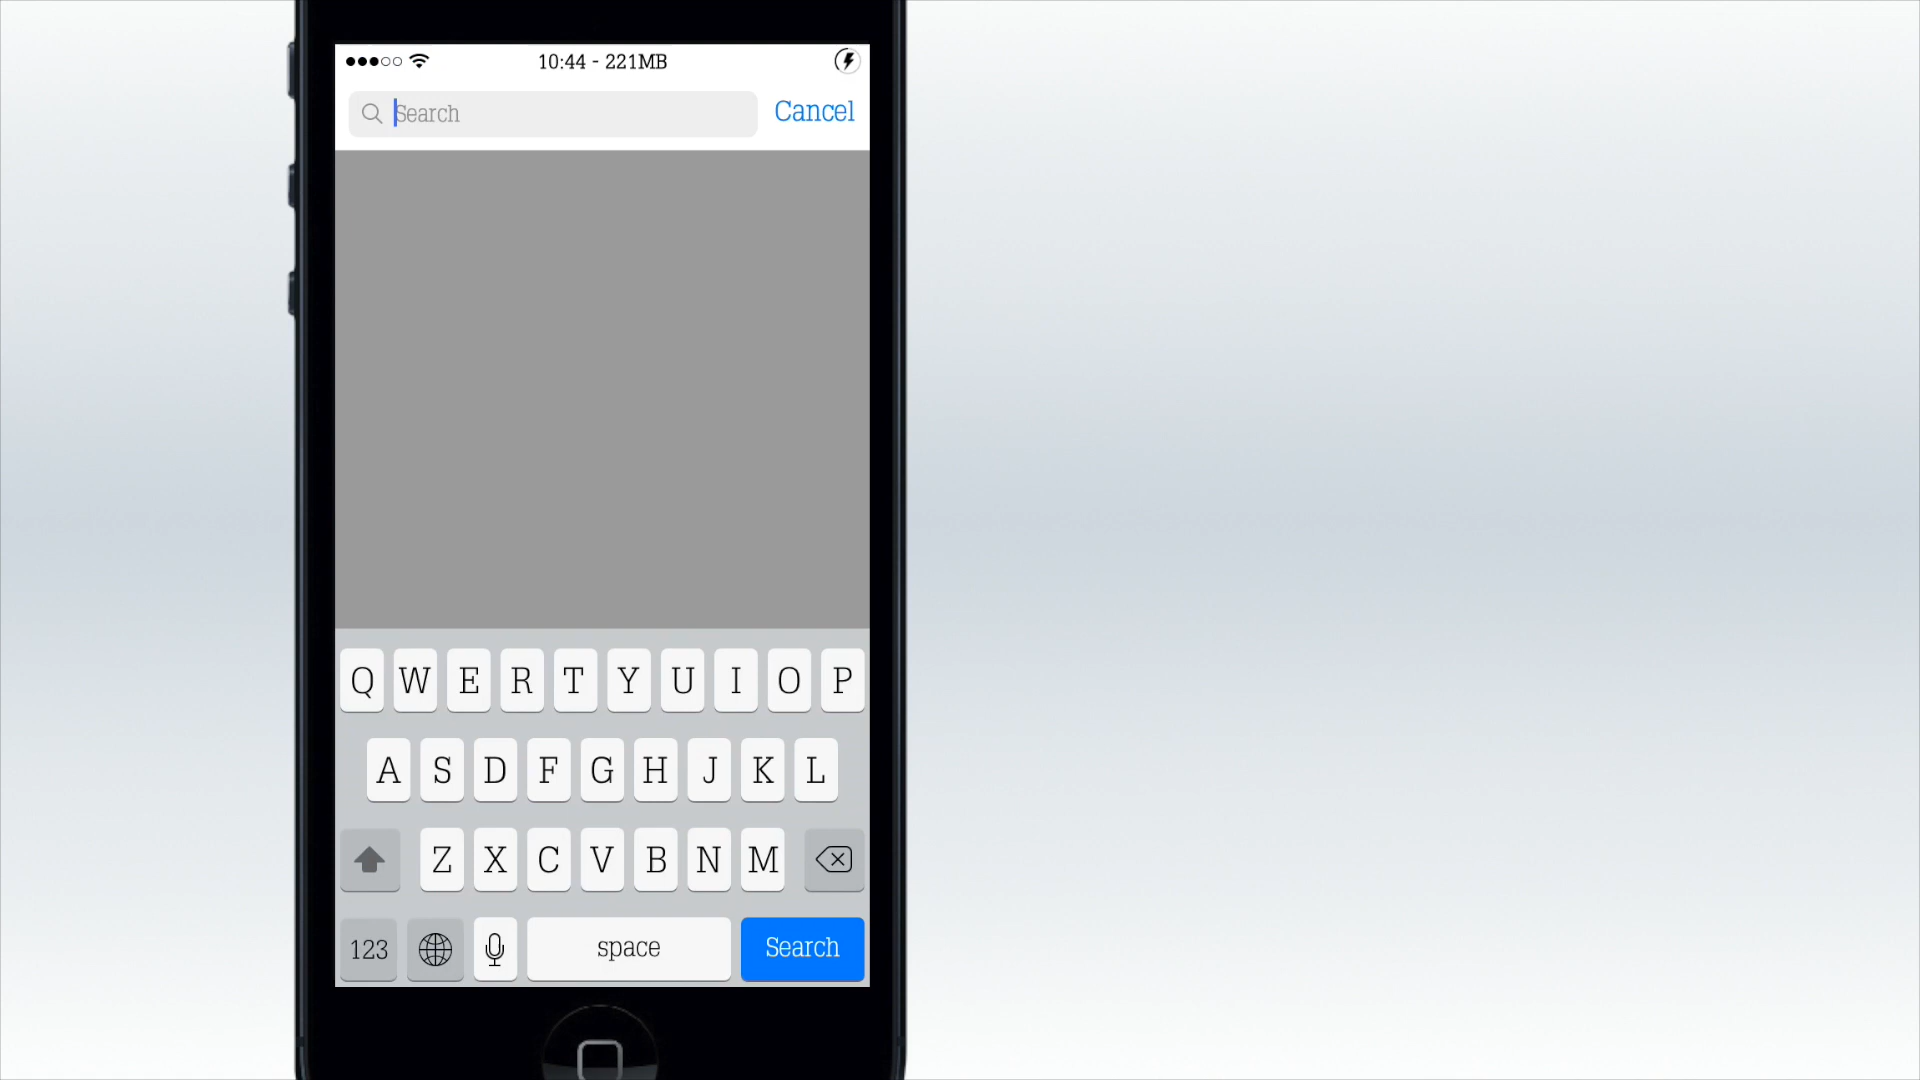 10:44 - 221MB
Search Cancel
Q W E R T Y U I O P
A S D F G H J K L
Z X C V B N M
123 space Search